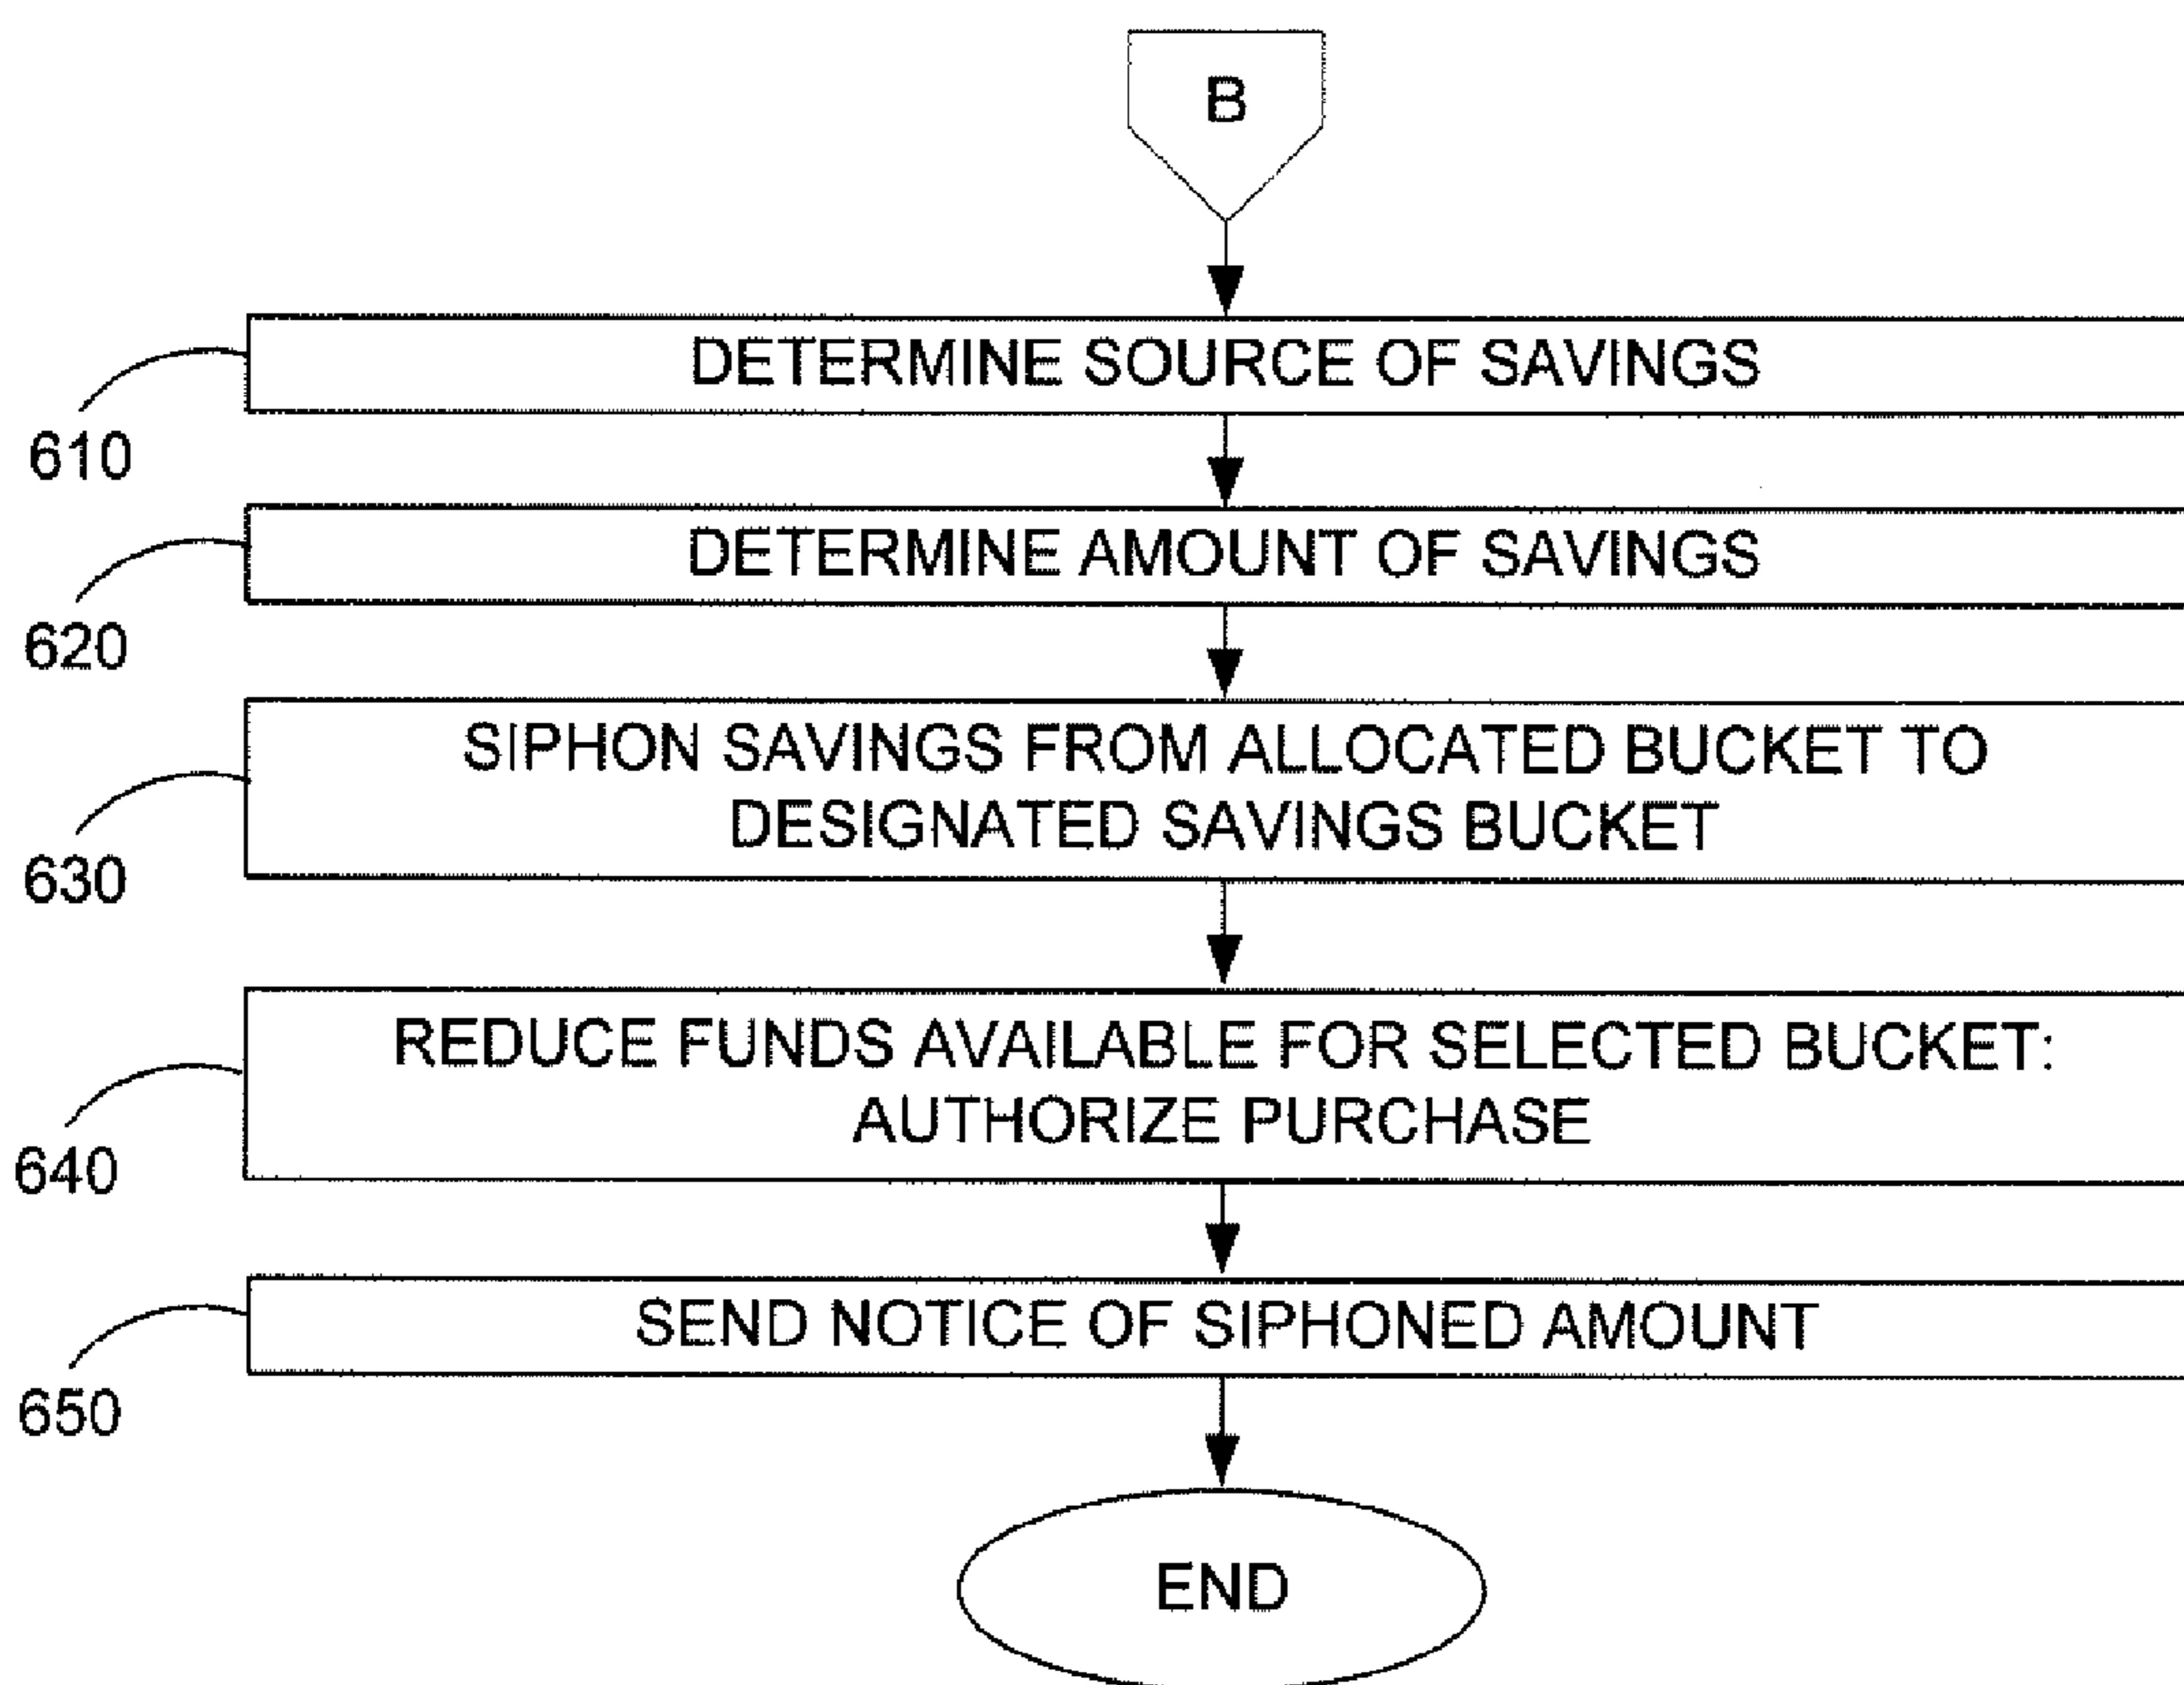 B
DETERMINE SOURCE OF SAVINGS
610
DETERMINE AMOUNT OF SAVINGS
620
SIPHON SAVINGS FROM ALLOCATED BUCKET TO
DESIGNATED SAVINGS BUCKET
630
REDUCE FUNDS AVAILABLE FOR SELECTED BUCKET:
AUTHORIZE PURCHASE
640
SEND NOTICE OF SIPHONED AMOUNT
650
END